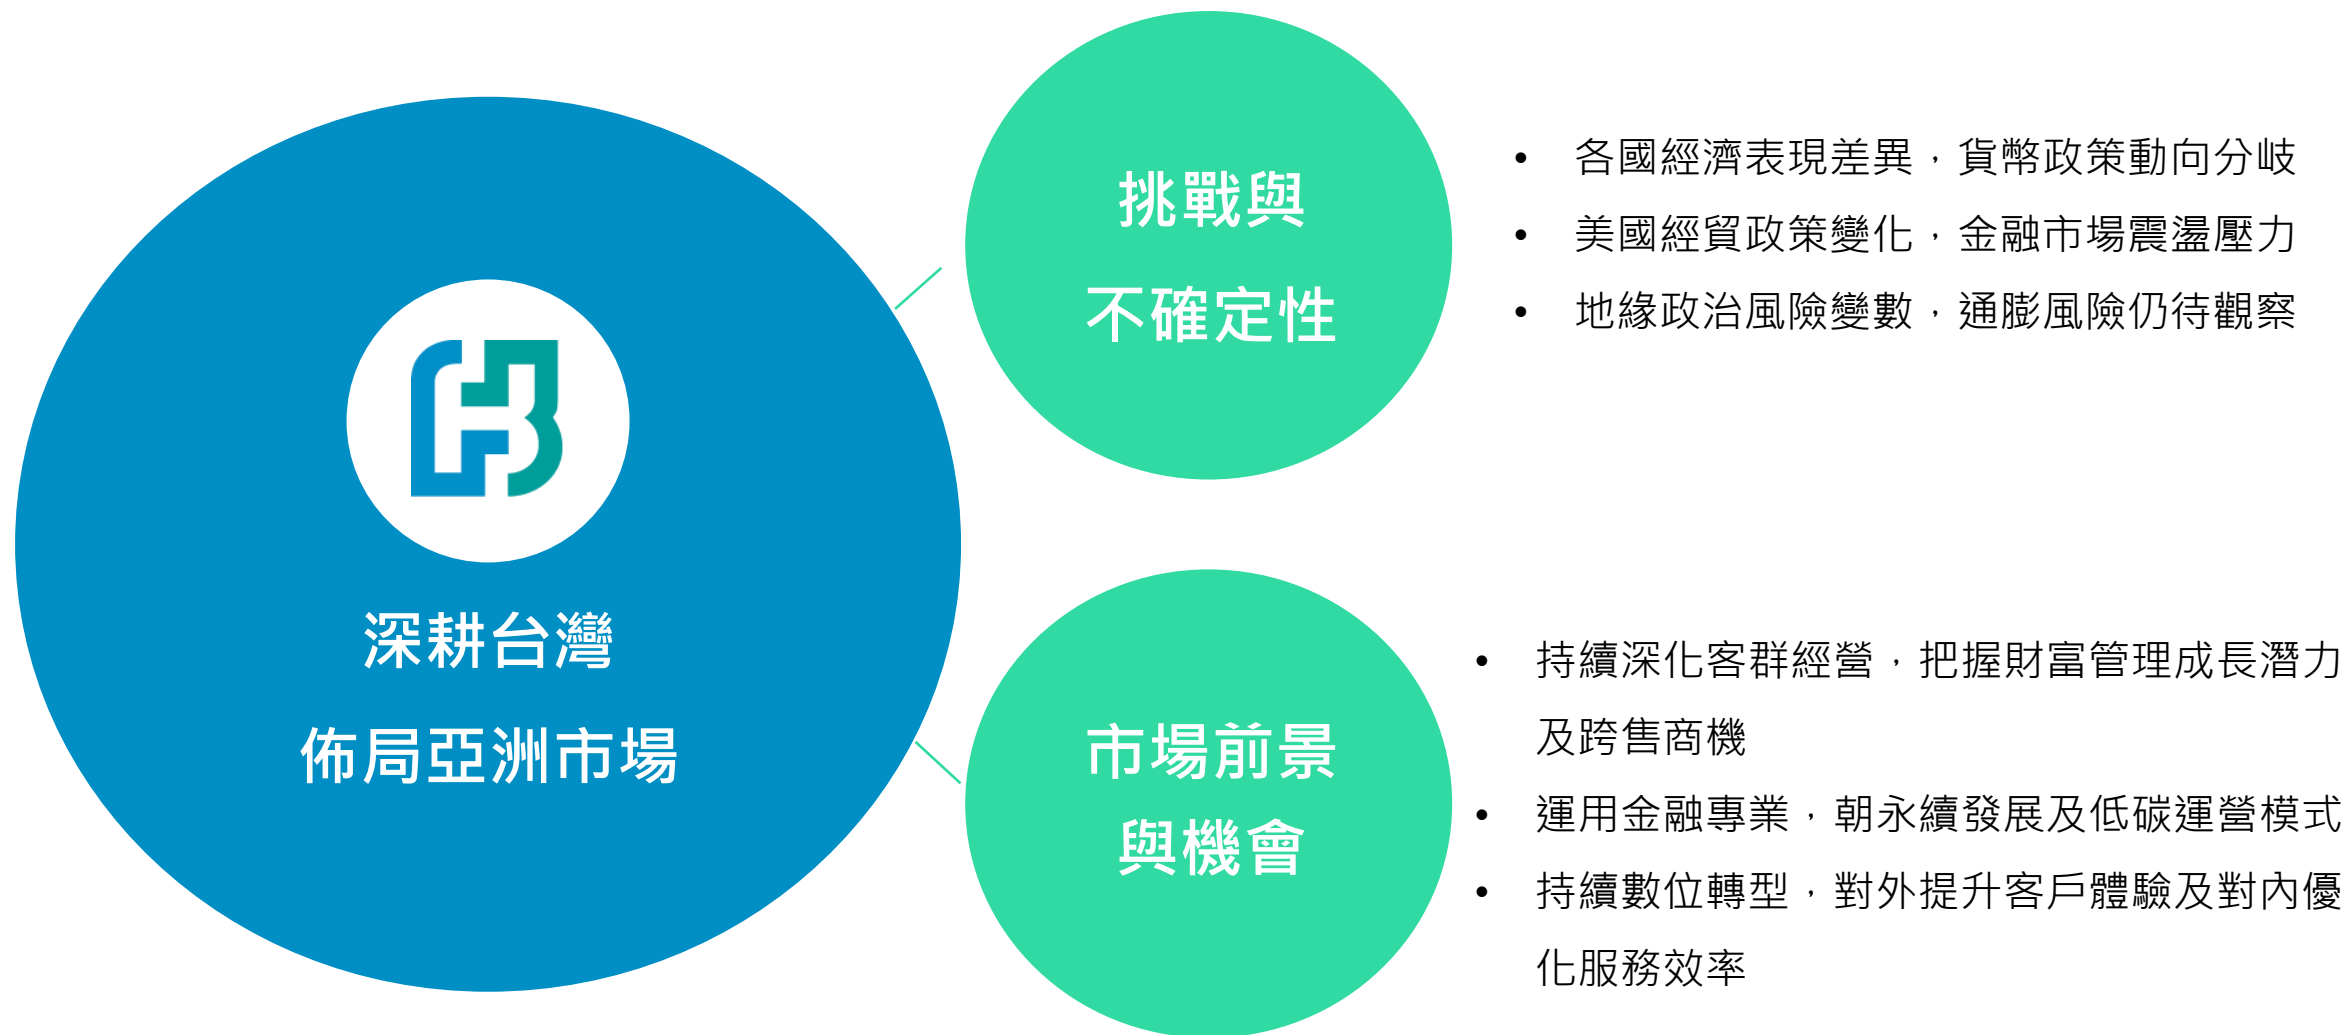 深耕台灣
佈局亞洲市場
挑戰與
不確定性
• 各國經濟表現差異，貨幣政策動向分岐
• 美國經貿政策變化，金融市場震盪壓力
• 地緣政治風險變數，通膨風險仍待觀察
市場前景
與機會
• 持續深化客群經營，把握財富管理成長潛力
及跨售商機
• 運用金融專業，朝永續發展及低碳運營模式
• 持續數位轉型，對外提升客戶體驗及對內優
化服務效率